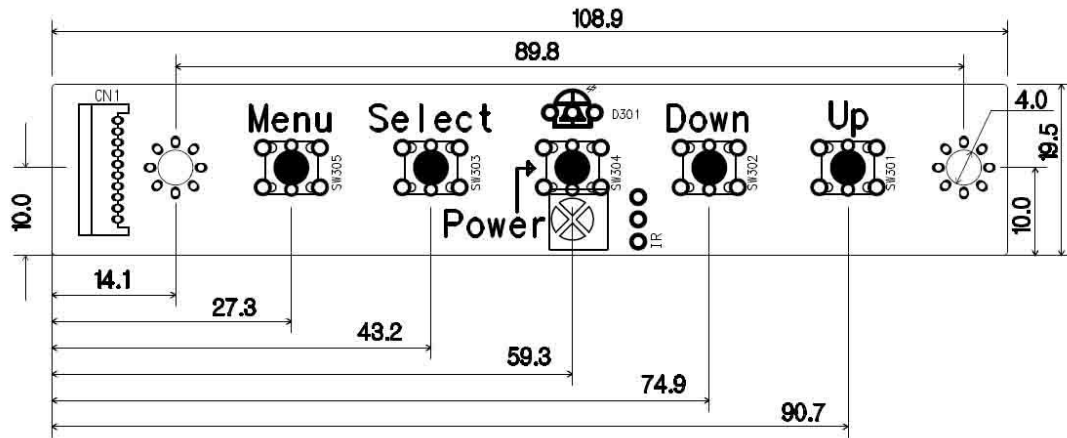 108.9
89.8
CN1
D301
4.0
Menu
Select
Down
Up
19.5
SW305
SW303
SW304
SW302
SW301
10.0
Power
IR
10.0
14.1
27.3
43.2
59.3
74.9
90.7